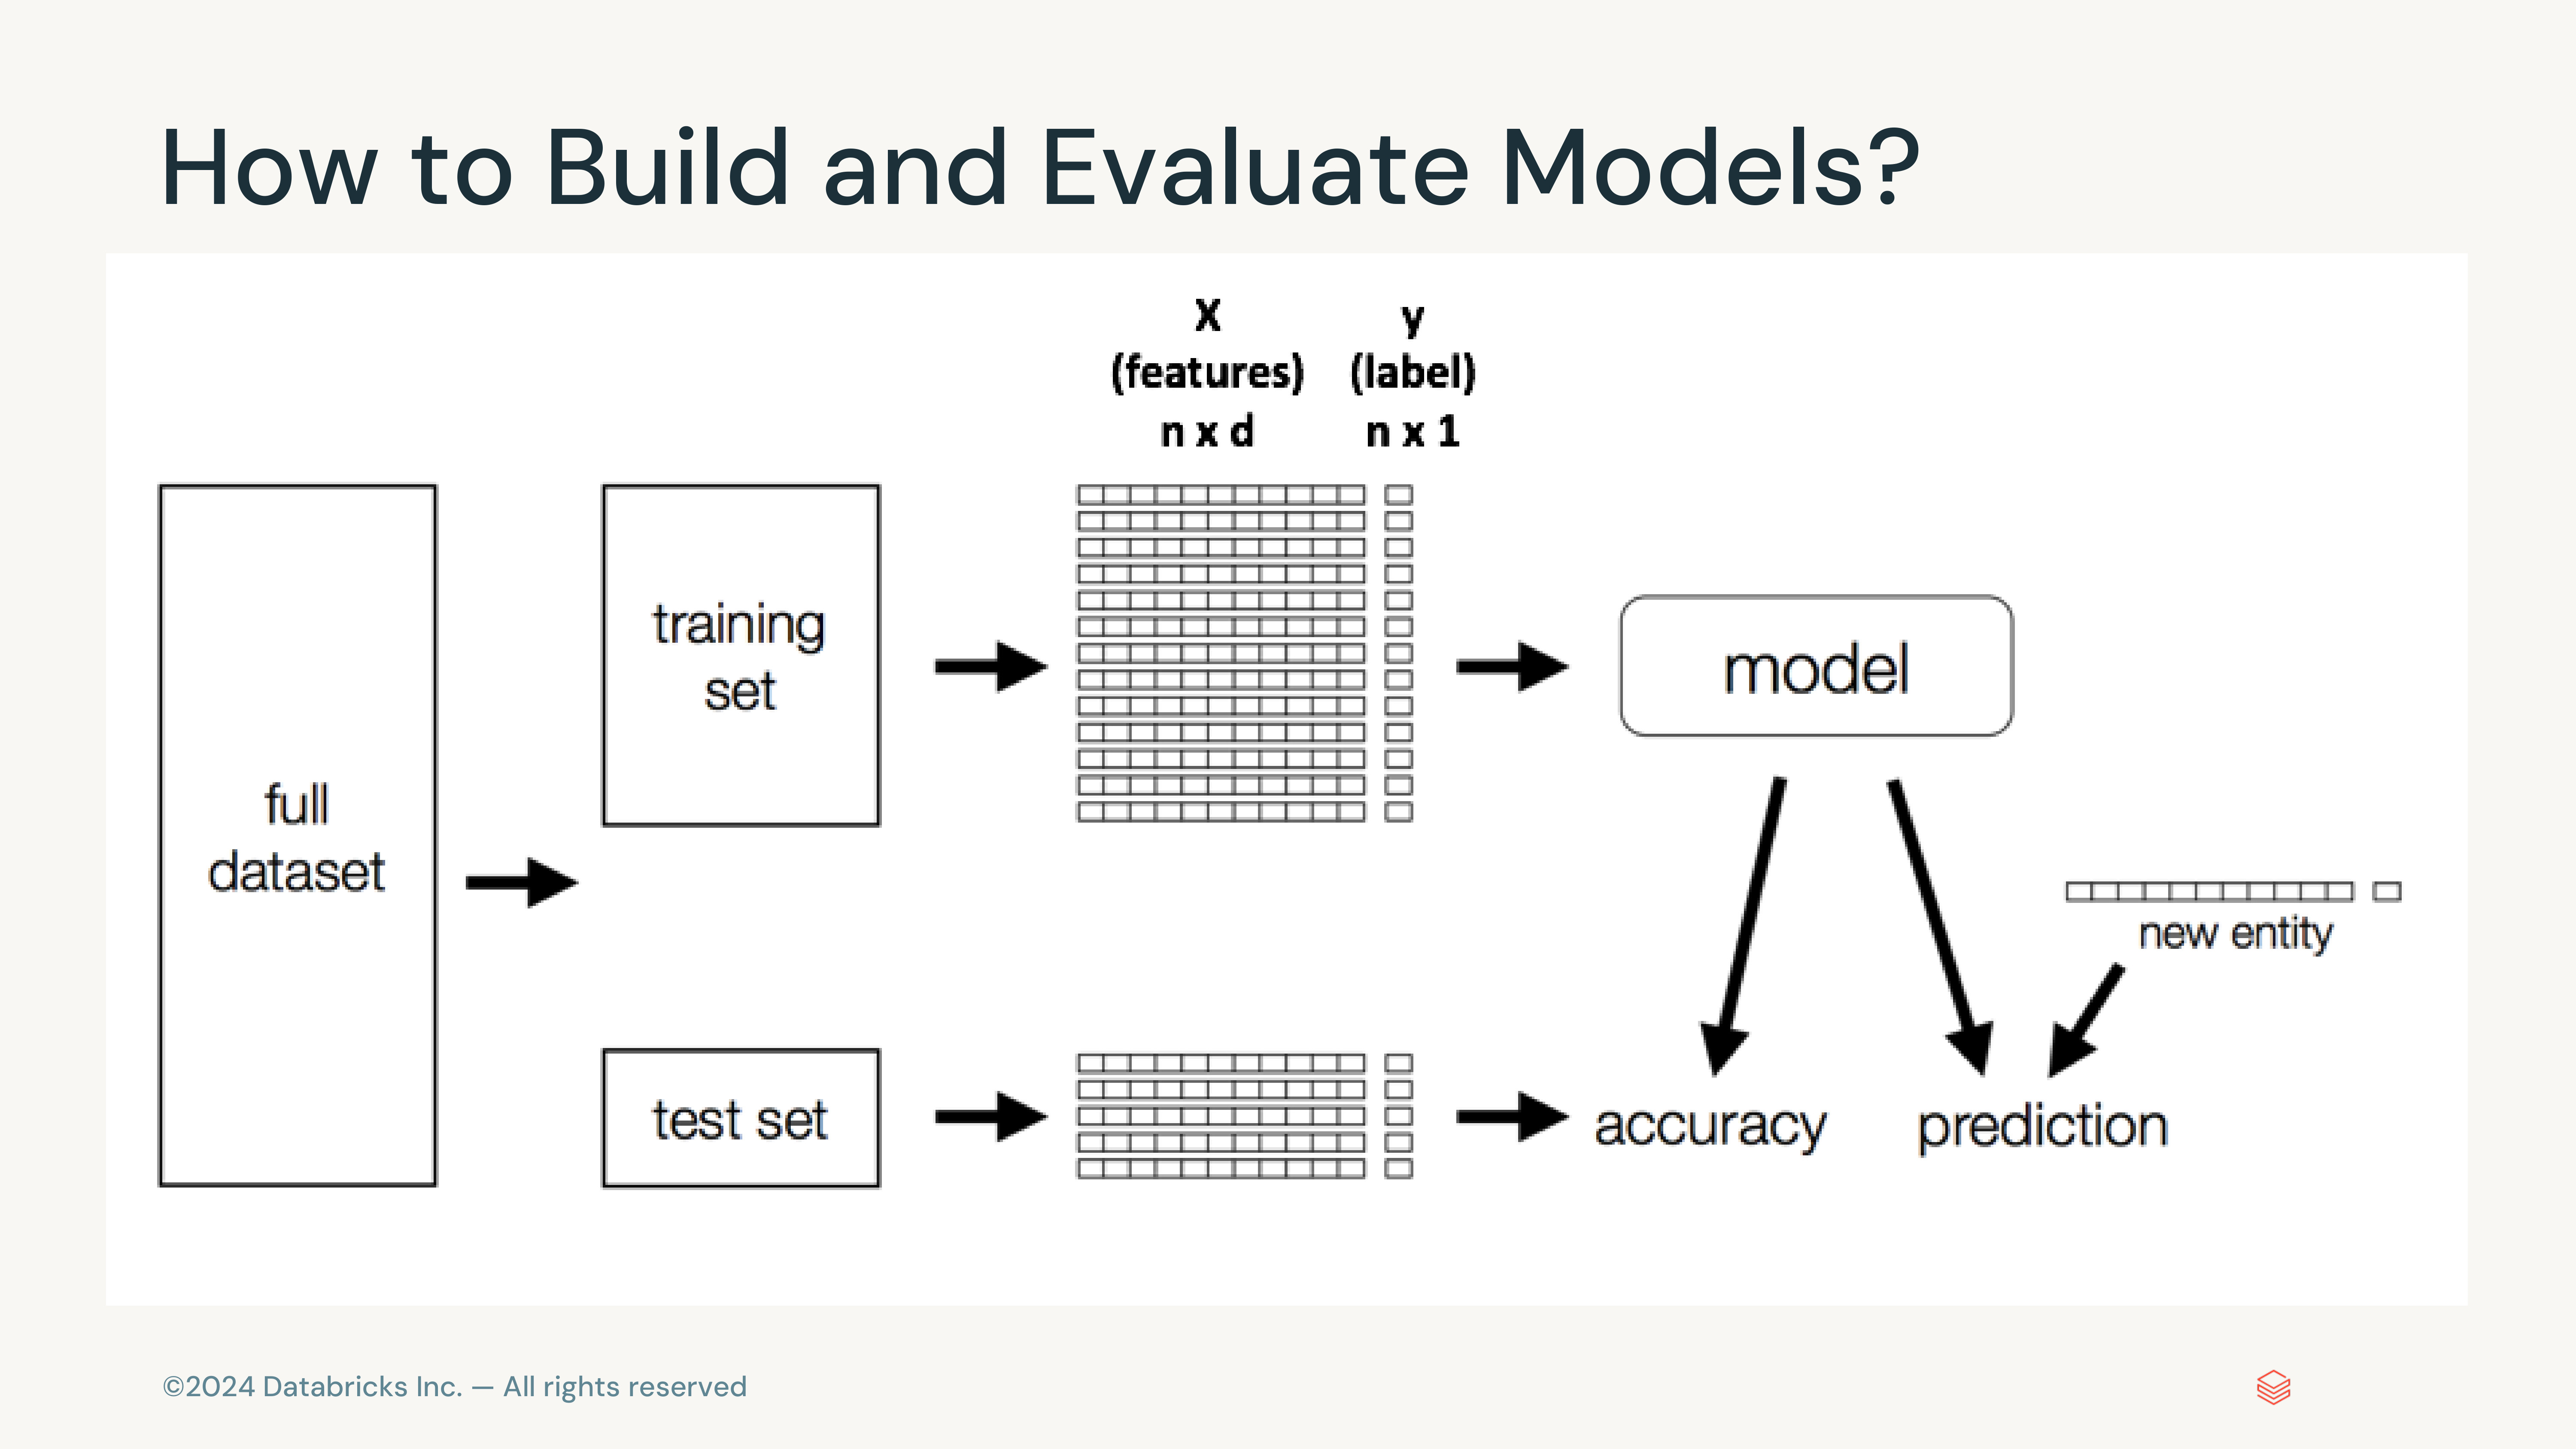 How to Build and Evaluate Models?
X
(features)
n x d
y
(label)
n x 1
full
dataset
training
set
model
new entity
test set
accuracy
prediction
©2024 Databricks Inc. — All rights reserved